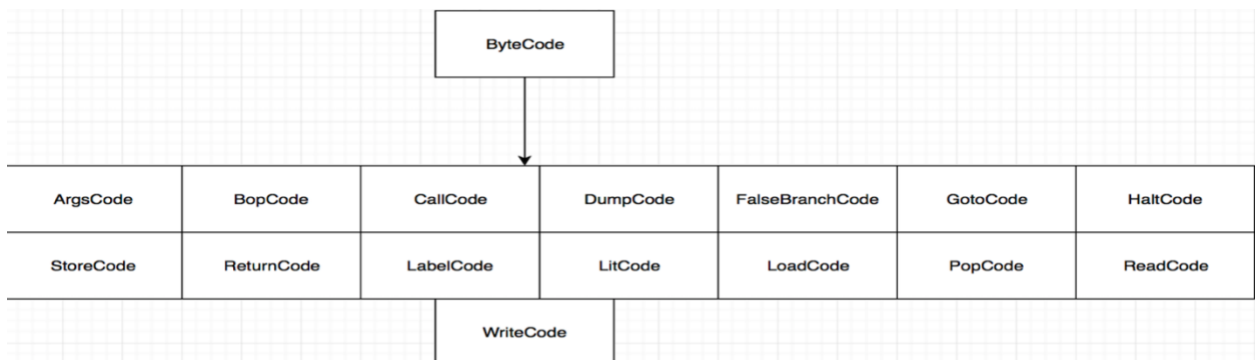 ByteCode
ArgsCode BopCode CallCode DumpCode FalseBranchCode GotoCode HaltCode
StoreCode ReturnCode LabelCode LitCode LoadCode PopCode ReadCode
WriteCode